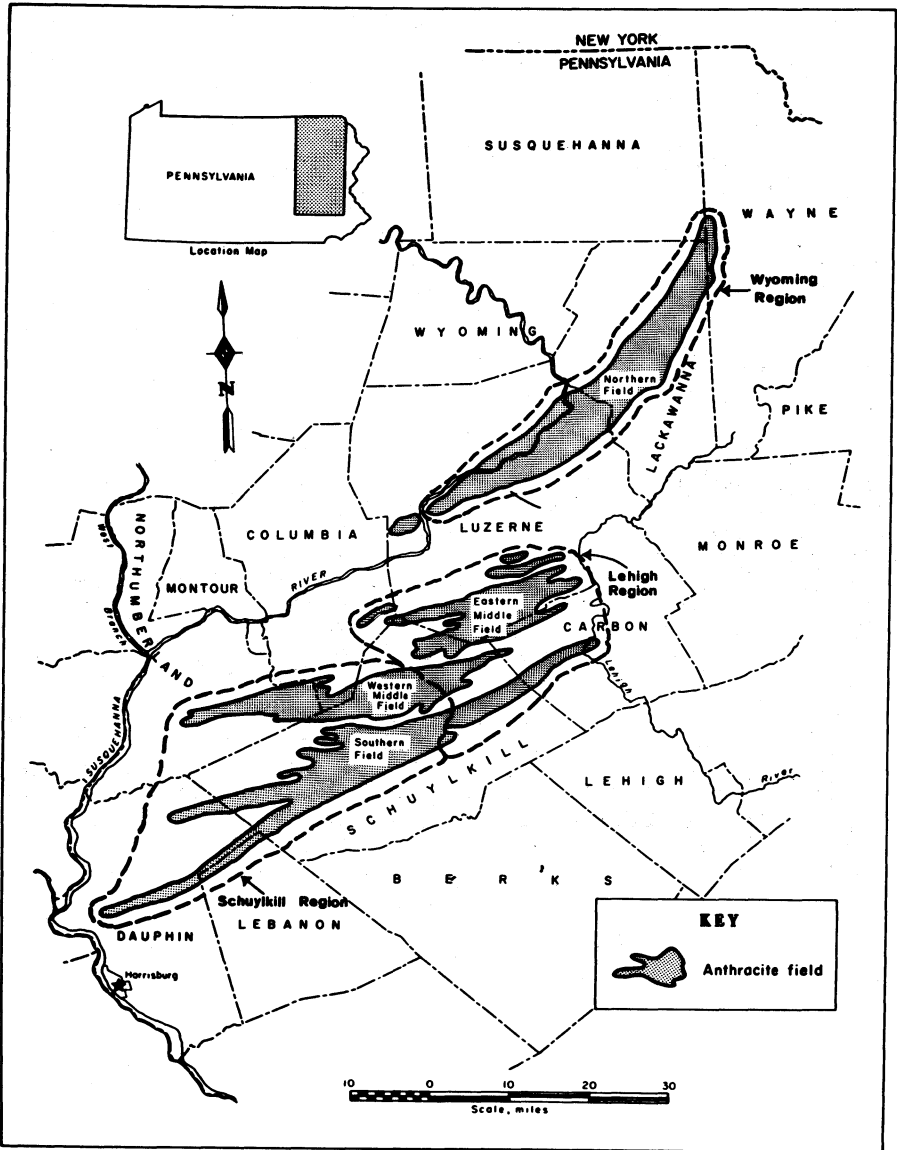 NEW YORK
PENNSYLVANIA
SUSQUEHANNA
PENNSYLVANIA
Location Map
WAYNE
Wyoming
Region
WYOMING
N
Northern
Field
LACKAWANNA
PIKE
COLUMBIA
LUZERNE
MONROE
West
Branch
NORTHUMBERLAND
MONTOUR
RIVER
Lehigh
Region
Eastern
Middle
Field
CARBON
Lehigh
Western
Middle
Field
SUSQUEHANNA
Southern
Field
SCHUYLKILL
LEHIGH
River
BERKS
Schuylkill Region
LEBANON
DAUPHIN
Harrisburg
KEY
Anthracite field
10 0 10 20 30
Scale, miles